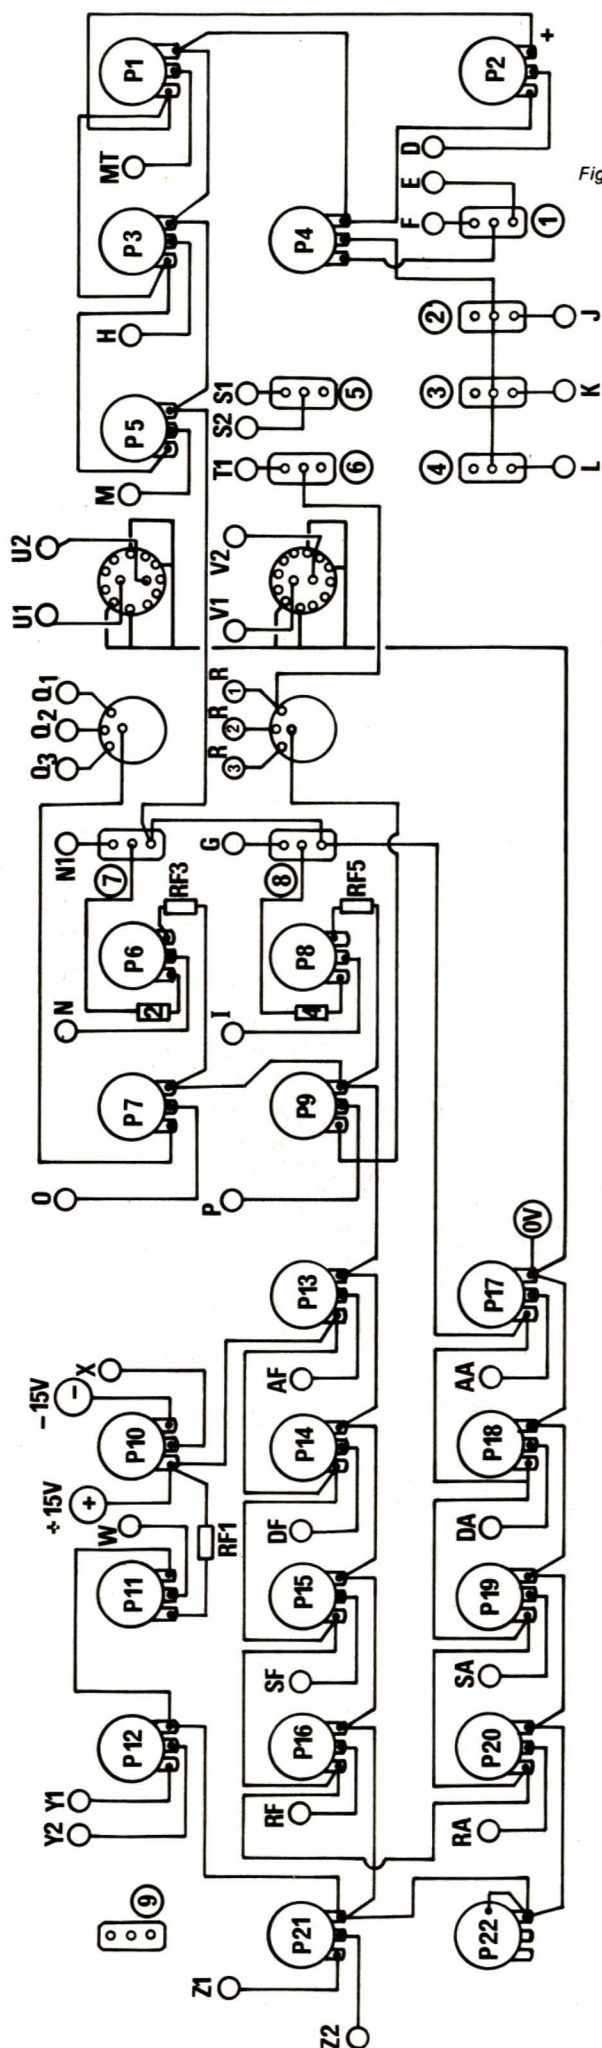 P1
P2
+
MT
D
E
F
Fig
P3
P4
1
H
2
J
P5
S1
S2
5
3
K
M
T1
6
4
L
U2
U1
V2
V1
Q1
Q2
Q3
R
1
R
2
R
3
N1
7
G
8
RF3
RF5
P6
P8
2
4
N
I
P7
P9
O
P
0V
P13
P17
X
−15V
−
AF
AA
P10
P14
P18
+15V
+
W
RF1
DF
DA
P11
P15
P19
SF
SA
P12
P16
P20
Y1
Y2
RF
RA
9
P21
P22
Z1
Z2